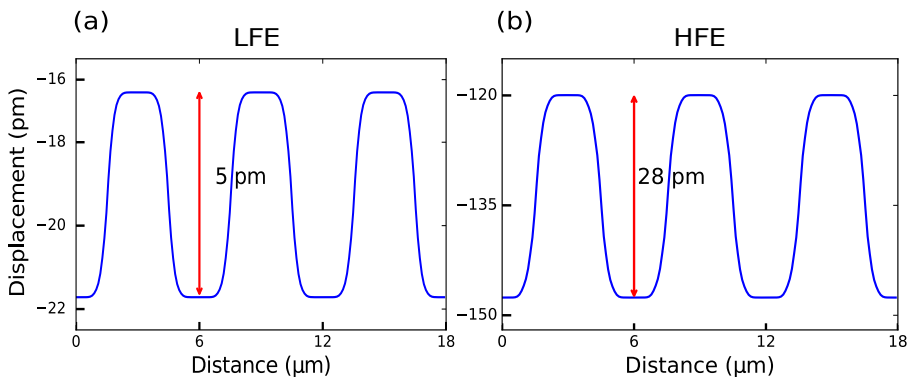 (a)
LFE
Displacement (pm)
−16
−18
−20
−22
5 pm
0
6
12
18
Distance (μm)
(b)
HFE
−120
−135
−150
28 pm
0
6
12
18
Distance (μm)